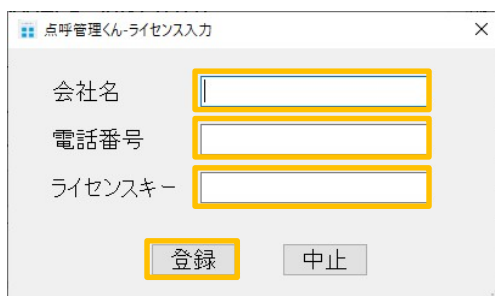 点呼管理くん-ライセンス入力
会社名
電話番号
ライセンスキー
登録 中止